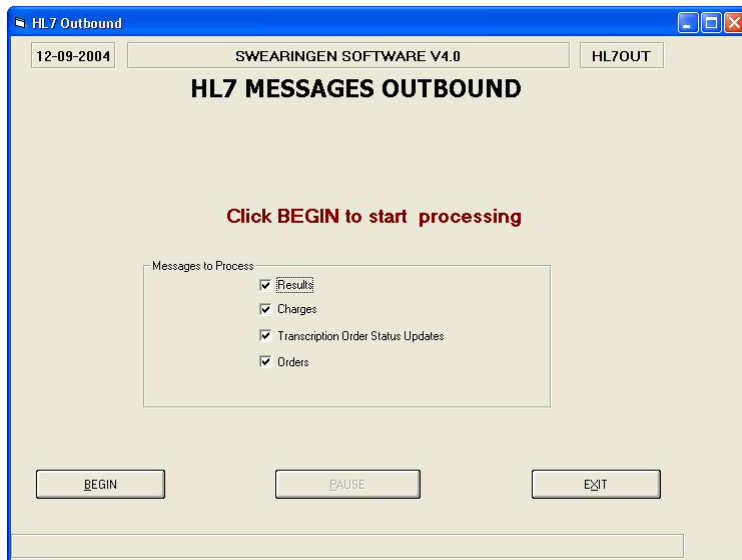 HL7 Outbound
12-09-2004 SWEARINGEN SOFTWARE V4.0 HL7OUT
HL7 MESSAGES OUTBOUND
Click BEGIN to start processing
Messages to Process
Results
Charges
Transcription Order Status Updates
Orders
BEGIN PAUSE EXIT